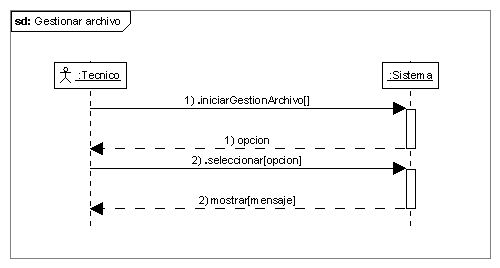 sd: Gestionar archivo
:Tecnico
:Sistema
1) .iniciarGestionArchivo[]
1) opcion
2) .seleccionar[opcion]
2) mostrar[mensaje]